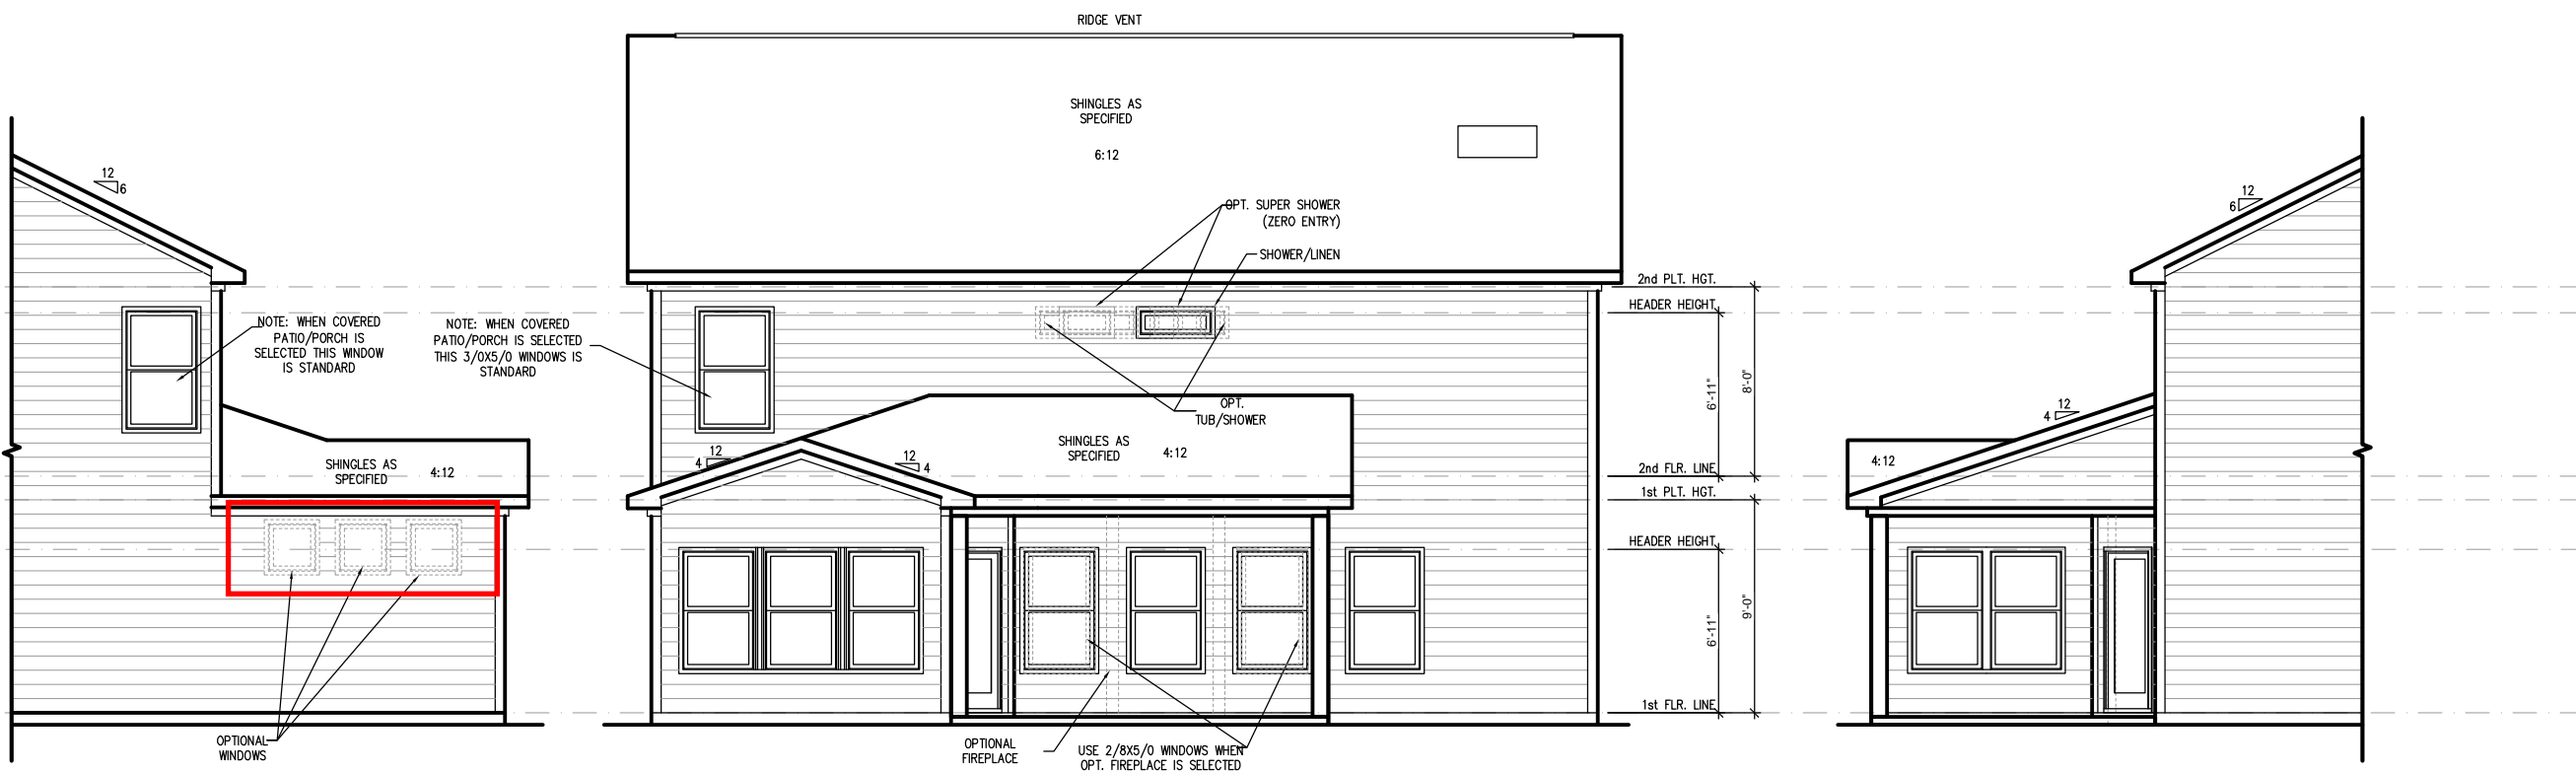 RIDGE VENT
SHINGLES AS
SPECIFIED
6:12
12
6
OPT. SUPER SHOWER
(ZERO ENTRY)
SHOWER/LINEN
NOTE: WHEN COVERED
PATIO/PORCH IS
SELECTED THIS WINDOW
IS STANDARD
NOTE: WHEN COVERED
PATIO/PORCH IS SELECTED
THIS 3/0X5/0 WINDOWS IS
STANDARD
OPT.
TUB/SHOWER
SHINGLES AS
SPECIFIED
4:12
12
4
12
4
SHINGLES AS
SPECIFIED
4:12
2nd PLT. HGT.
HEADER HEIGHT
6'-11"
8'-0"
2nd FLR. LINE
1st PLT. HGT.
HEADER HEIGHT
6'-11"
9'-0"
1st FLR. LINE
12
6
12
4
4:12
OPTIONAL
WINDOWS
OPTIONAL
FIREPLACE
USE 2/8X5/0 WINDOWS WHEN
OPT. FIREPLACE IS SELECTED